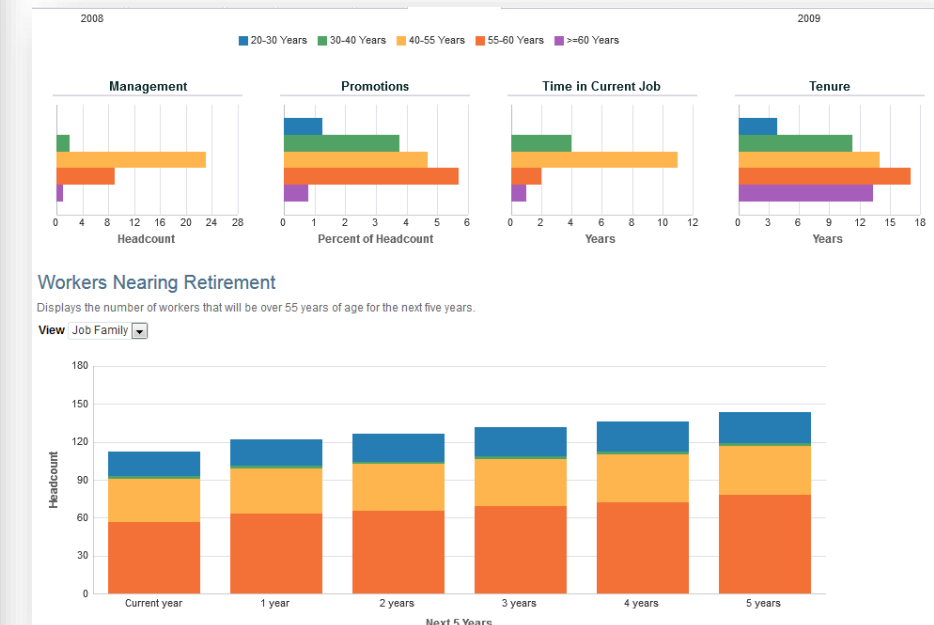 2008 2009
20-30 Years 30-40 Years 40-55 Years 55-60 Years >=60 Years
Management Promotions Time in Current Job Tenure
0 4 8 12 16 20 24 28 0 1 2 3 4 5 6 0 2 4 6 8 10 12 0 3 6 9 12 15 18
Headcount Percent of Headcount Years Years
Workers Nearing Retirement
Displays the number of workers that will be over 55 years of age for the next five years.
View Job Family
180
150
120
90
60
30
0
Headcount
Current year 1 year 2 years 3 years 4 years 5 years
Next 5 Years